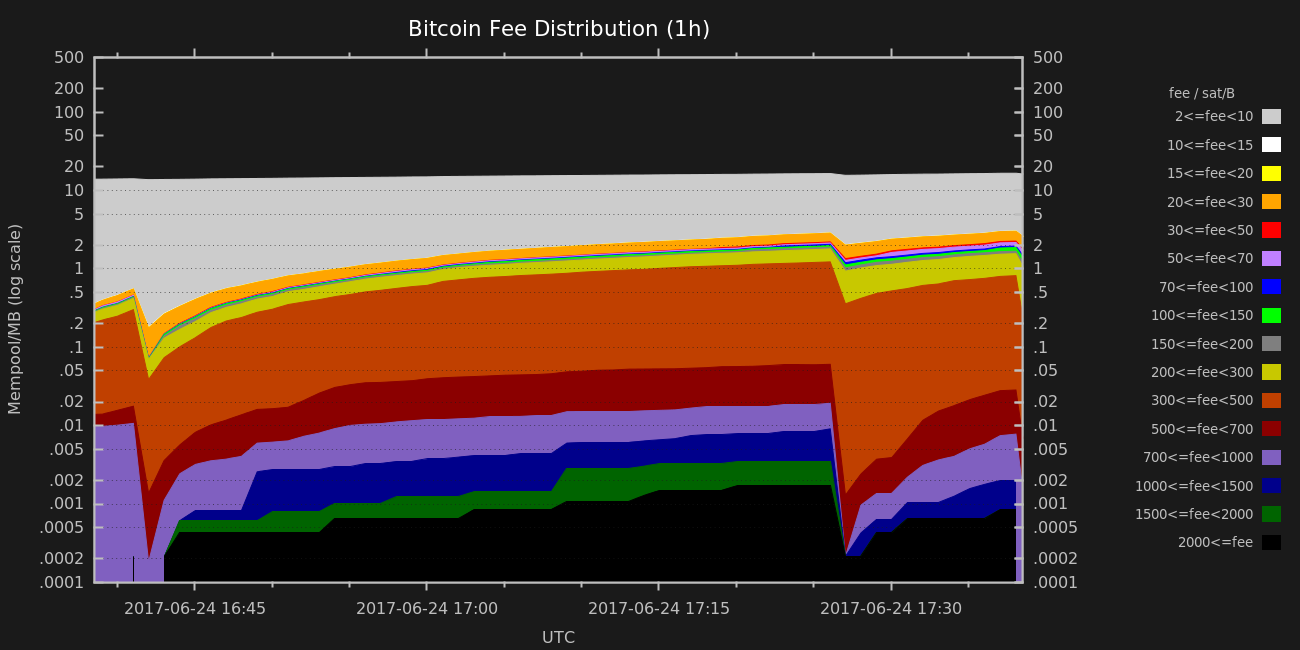 Bitcoin Fee Distribution (1h)
500
200
100
50
20
10
5
2
1
.5
.2
.1
.05
.02
.01
.005
.002
.001
.0005
.0002
.0001
Mempool/MB (log scale)
2017-06-24 16:45
2017-06-24 17:00
2017-06-24 17:15
2017-06-24 17:30
UTC
500
200
100
50
20
10
5
2
1
.5
.2
.1
.05
.02
.01
.005
.002
.001
.0005
.0002
.0001
fee / sat/B
2<=fee<10
10<=fee<15
15<=fee<20
20<=fee<30
30<=fee<50
50<=fee<70
70<=fee<100
100<=fee<150
150<=fee<200
200<=fee<300
300<=fee<500
500<=fee<700
700<=fee<1000
1000<=fee<1500
1500<=fee<2000
2000<=fee